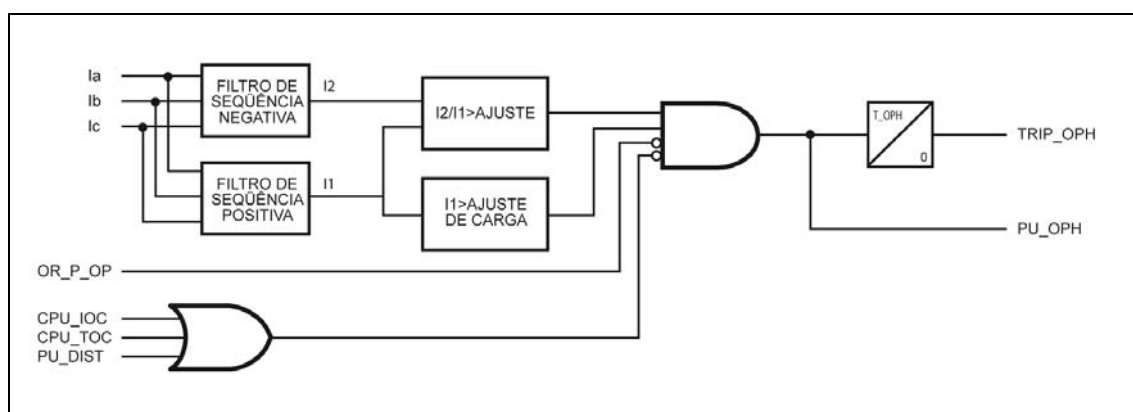 Ia
Ib
Ic
FILTRO DE
SEQÜÊNCIA
NEGATIVA
I2
FILTRO DE
SEQÜÊNCIA
POSITIVA
I1
I2/I1>AJUSTE
I1>AJUSTE
DE CARGA
T_OPH
0
TRIP_OPH
PU_OPH
OR_P_OP
CPU_IOC
CPU_TOC
PU_DIST